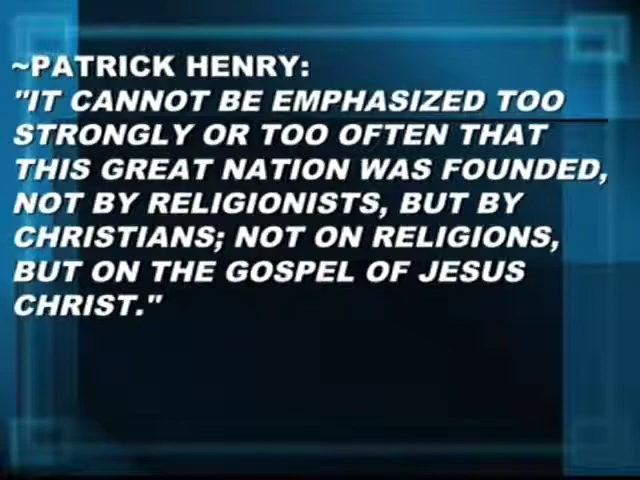 ~PATRICK HENRY:
"IT CANNOT BE EMPHASIZED TOO
STRONGLY OR TOO OFTEN THAT
THIS GREAT NATION WAS FOUNDED,
NOT BY RELIGIONISTS, BUT BY
CHRISTIANS; NOT ON RELIGIONS,
BUT ON THE GOSPEL OF JESUS
CHRIST."